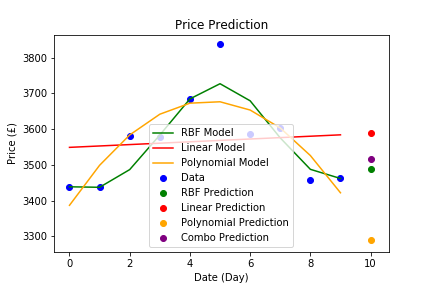 Price Prediction
3800
3700
3600
3500
3400
3300
Price (£)
RBF Model
Linear Model
Polynomial Model
Data
RBF Prediction
Linear Prediction
Polynomial Prediction
Combo Prediction
0 2 4 6 8 10
Date (Day)